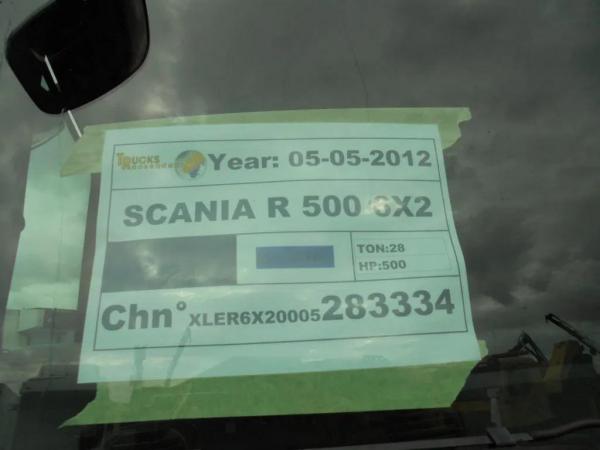 TRUCKS Year: 05-05-2012
SCANIA R 500 6X2
TON:28
HP:500
Chn° XLER6X20005283334